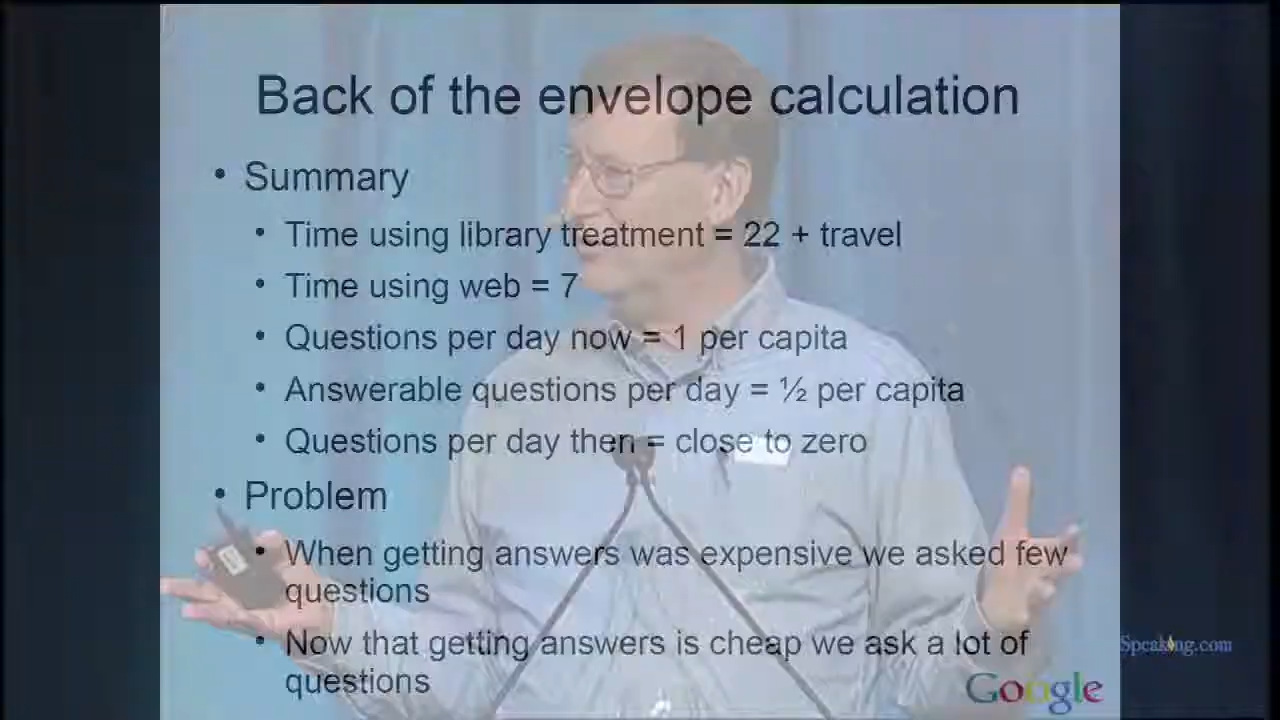 Back of the envelope calculation
• Summary
• Time using library treatment = 22 + travel
• Time using web = 7
• Questions per day now = 1 per capita
• Answerable questions per day = ½ per capita
• Questions per day then = close to zero
• Problem
• When getting answers was expensive we asked few
questions
• Now that getting answers is cheap we ask a lot of
questions
Speaking.com
Google